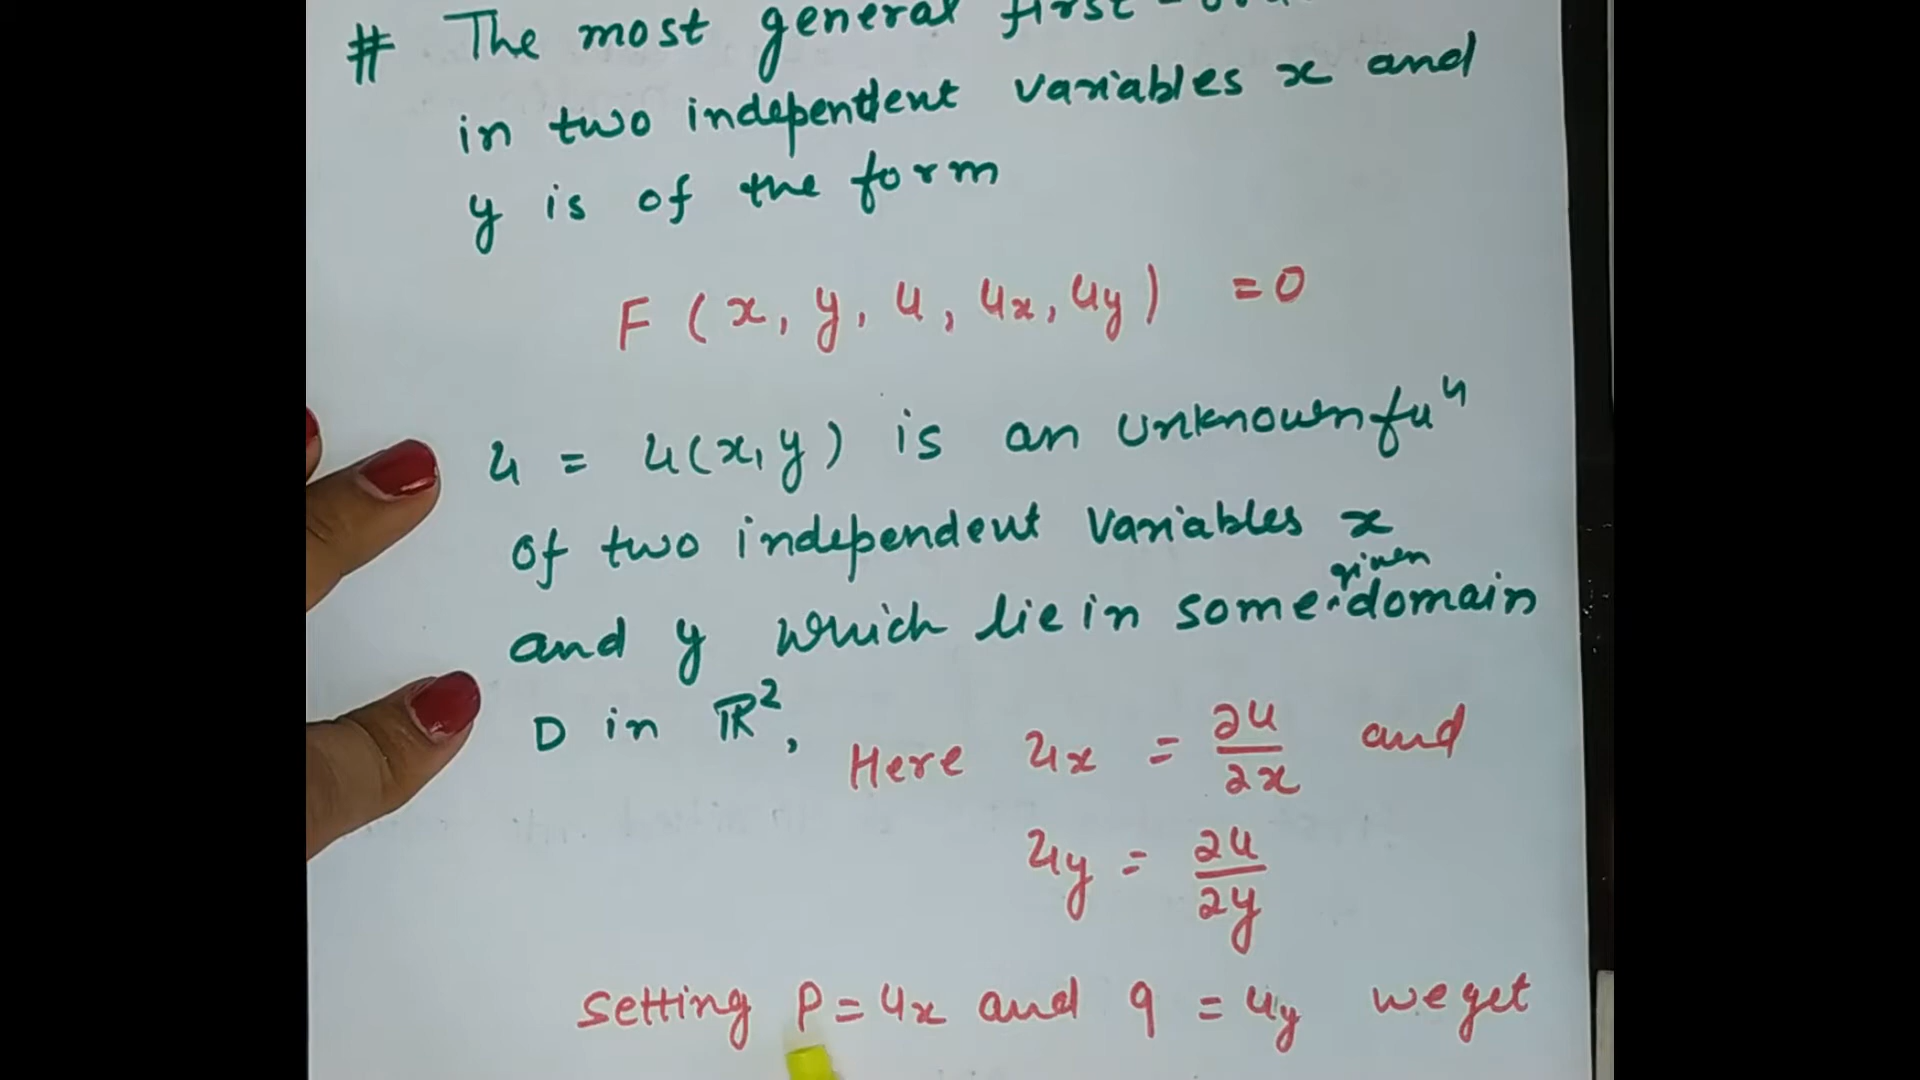 # The most general first
in two independent variables x and
y is of the form
F (x, y, u, ux, uy) = 0
u = u(x, y) is an unknown fuⁿ
of two independent variables x
and y which lie in some given domain
D in ℝ²,
Here ux = ∂u/∂x and
uy = ∂u/∂y
setting P = ux and q = uy we get